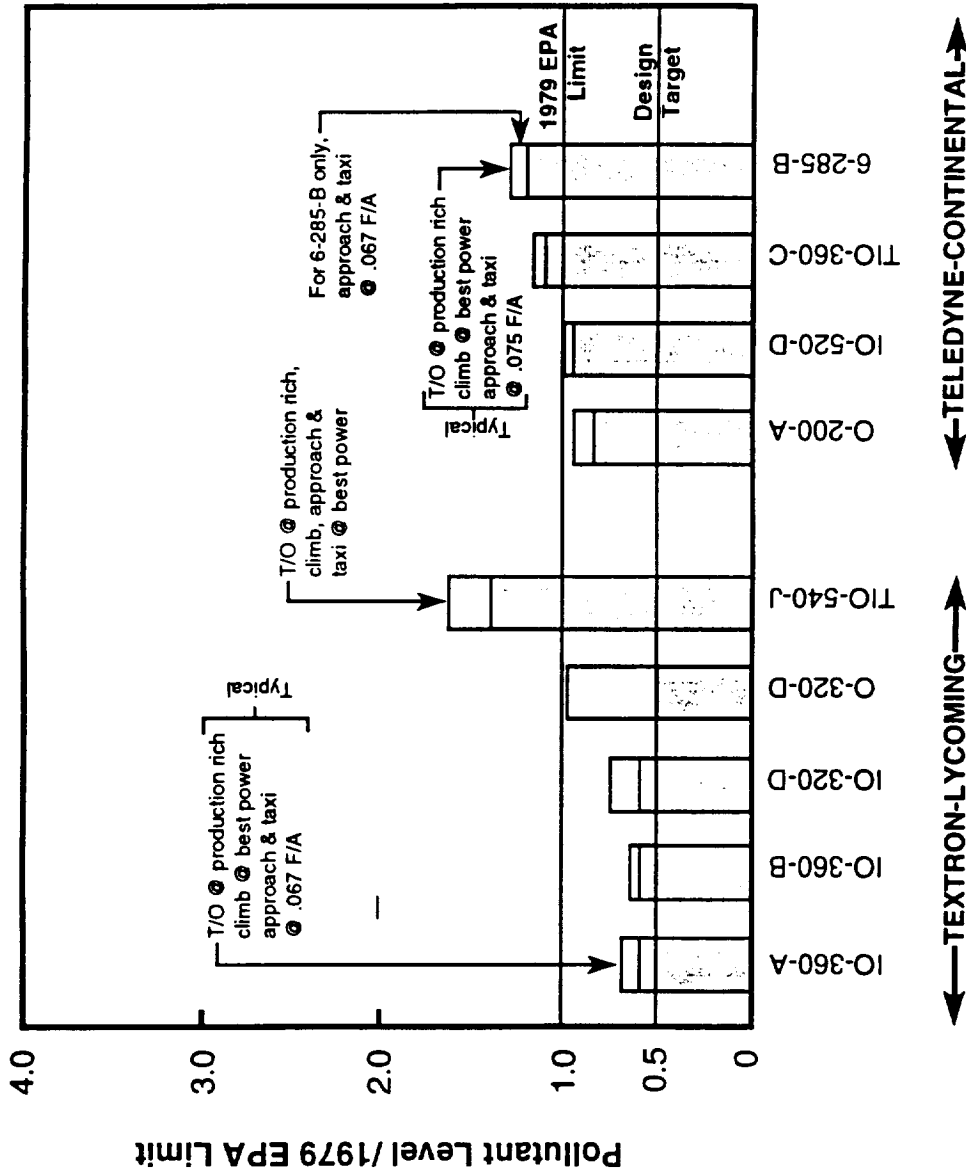 Pollutant Level/1979 EPA Limit
4.0
3.0
2.0
1.0
0.5
0
T/O @ production rich
climb @ best power
approach & taxi
@ .067 F/A
Typical
T/O @ production rich,
climb, approach &
taxi @ best power
Typical
T/O @ production rich
climb @ best power
approach & taxi
@ .075 F/A
For 6-285-B only,
approach & taxi
@ .067 F/A
1979 EPA
Limit
Design
Target
IO-360-A
IO-360-B
IO-320-D
O-320-D
TIO-540-J
O-200-A
IO-520-D
TIO-360-C
6-285-B
TEXTRON-LYCOMING
TELEDYNE-CONTINENTAL